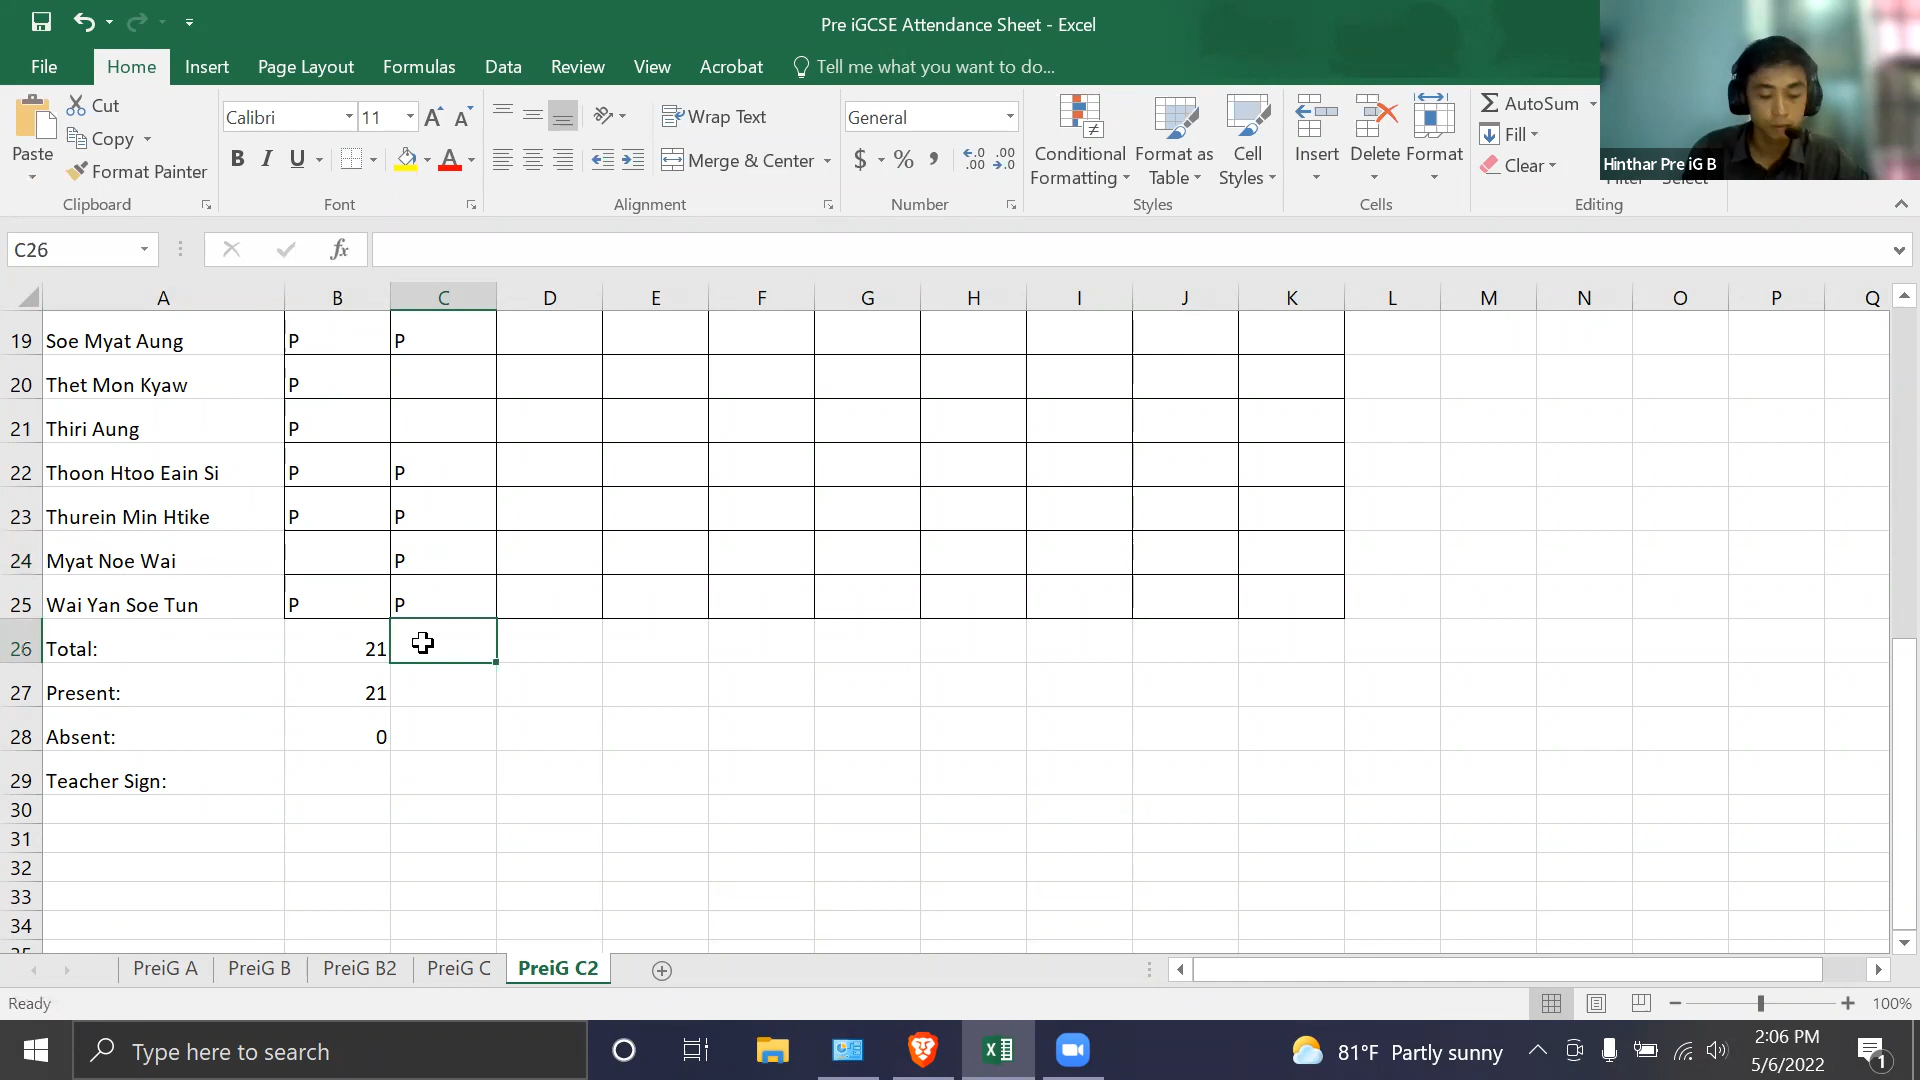 Pre iGCSE Attendance Sheet - Excel
File Home Insert Page Layout Formulas Data Review View Acrobat Tell me what you want to do...
Paste
Cut
Copy
Format Painter
Clipboard
Calibri 11
B I U
Font
Wrap Text
Merge & Center
Alignment
General
$ % ,
Number
Conditional Formatting
Format as Table
Cell Styles
Styles
Insert Delete Format
Cells
AutoSum
Fill
Clear
Editing
Hinthar Pre iG B
C26 fx
A B C D E F G H I J K L M N O P Q
19 Soe Myat Aung P P
20 Thet Mon Kyaw P
21 Thiri Aung P
22 Thoon Htoo Eain Si P P
23 Thurein Min Htike P P
24 Myat Noe Wai P
25 Wai Yan Soe Tun P P
26 Total: 21
27 Present: 21
28 Absent: 0
29 Teacher Sign:
30
31
32
33
34
PreiG A PreiG B PreiG B2 PreiG C PreiG C2
Ready 100%
Type here to search
81°F Partly sunny
2:06 PM
5/6/2022
1